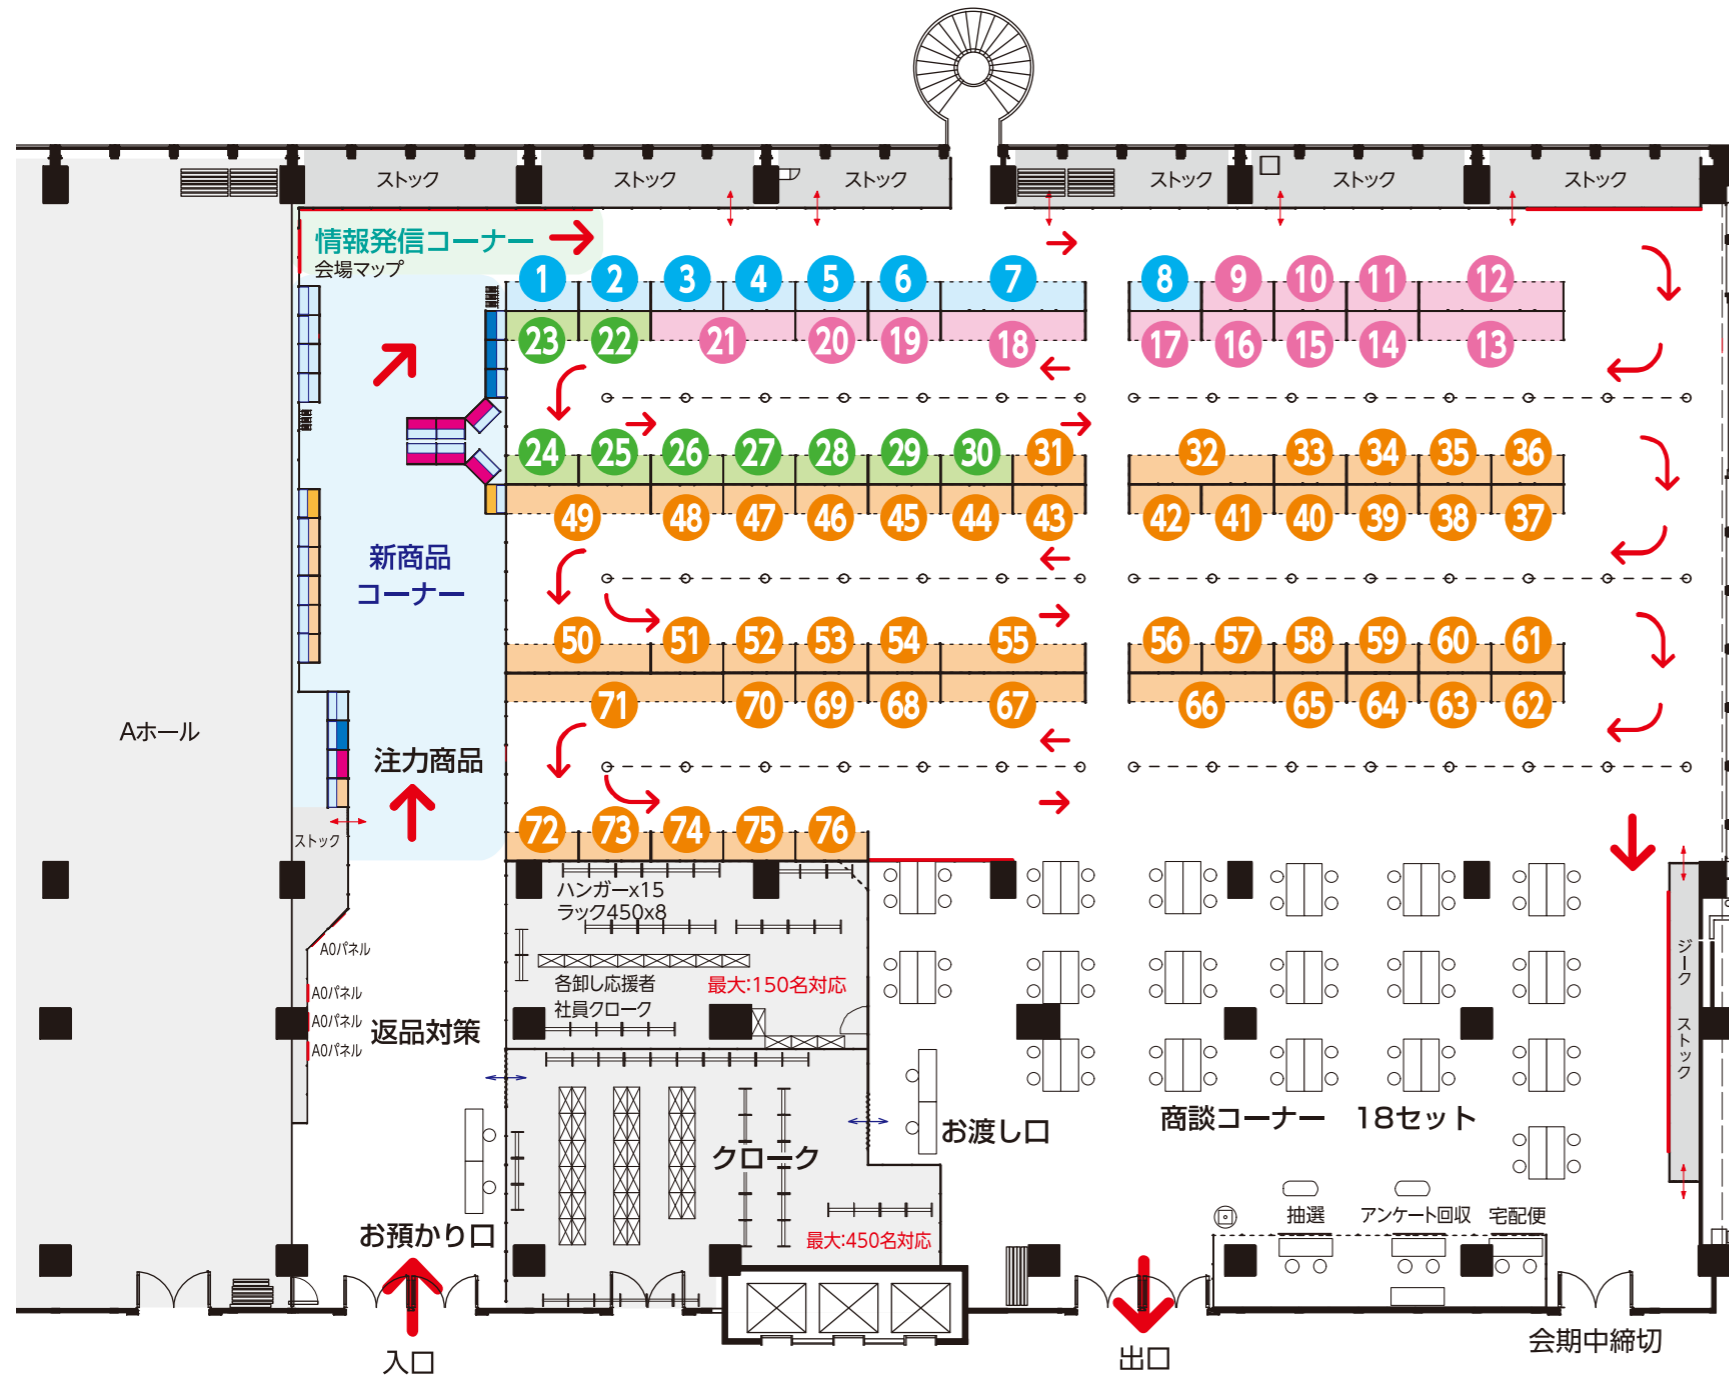 ストック
ストック
ストック
ストック
ストック
ストック
情報発信コーナー
会場マップ
1
2
3
4
5
6
7
8
9
10
11
12
23
22
21
20
19
18
17
16
15
14
13
24
25
26
27
28
29
30
31
32
33
34
35
36
49
48
47
46
45
44
43
42
41
40
39
38
37
新商品
コーナー
50
51
52
53
54
55
56
57
58
59
60
61
71
70
69
68
67
66
65
64
63
62
Aホール
注力商品
ストック
72
73
74
75
76
ハンガーx15
ラック450x8
各卸し応援者
社員クローク
最大:150名対応
A0パネル
A0パネル
A0パネル
A0パネル
返品対策
ジーク ストック
クローク
お渡し口
商談コーナー 18セット
お預かり口
最大:450名対応
抽選
アンケート回収
宅配便
入口
出口
会期中締切